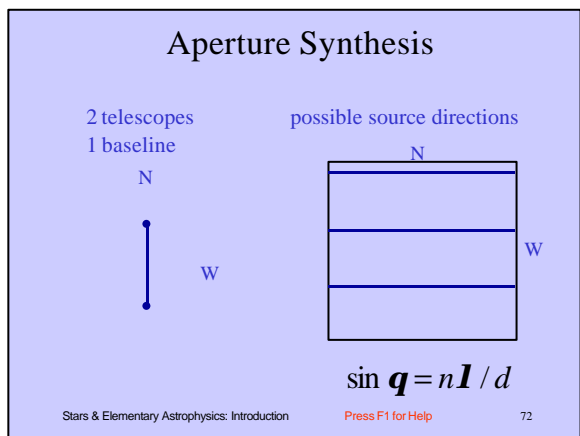 Aperture Synthesis
2 telescopes
1 baseline
N
W
possible source directions
N
W
sin q = n l / d
Stars & Elementary Astrophysics: Introduction Press F1 for Help 72